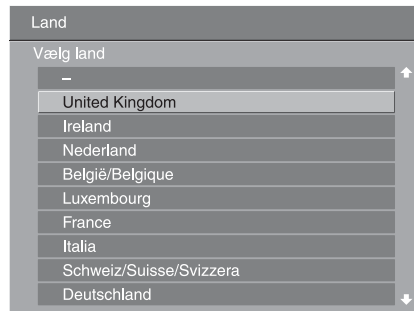 Land
Vælg land
–
United Kingdom
Ireland
Nederland
België/Belgique
Luxembourg
France
Italia
Schweiz/Suisse/Svizzera
Deutschland